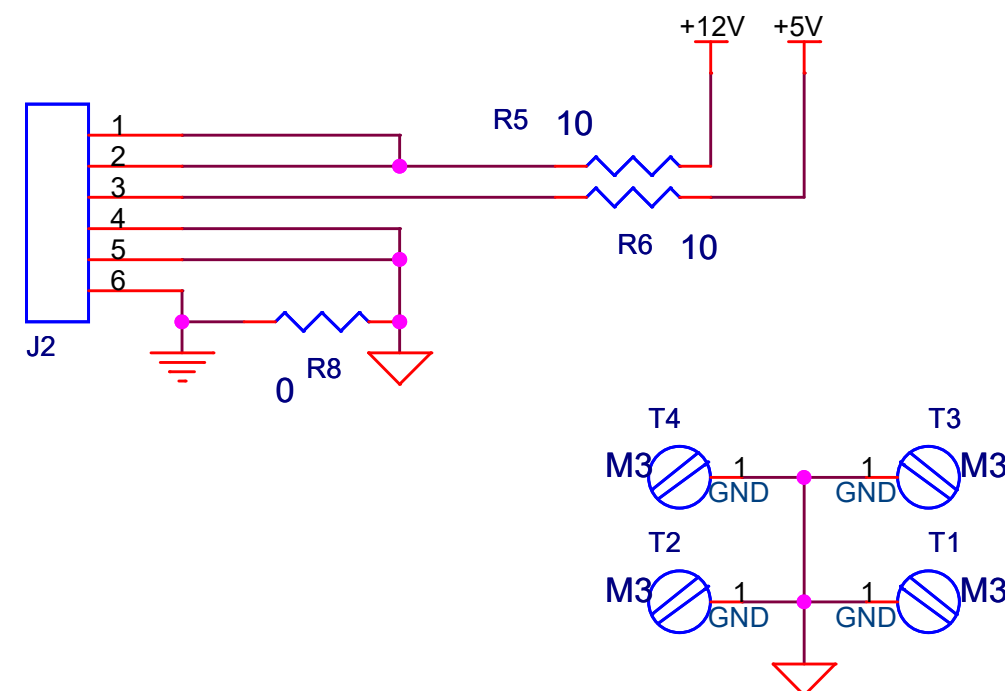 +12V +5V
R5 10
1
2
3
4
5
6
R6 10
J2
R8
0
T4 T3
M3 1 1 M3
GND GND
T2 T1
M3 1 1 M3
GND GND